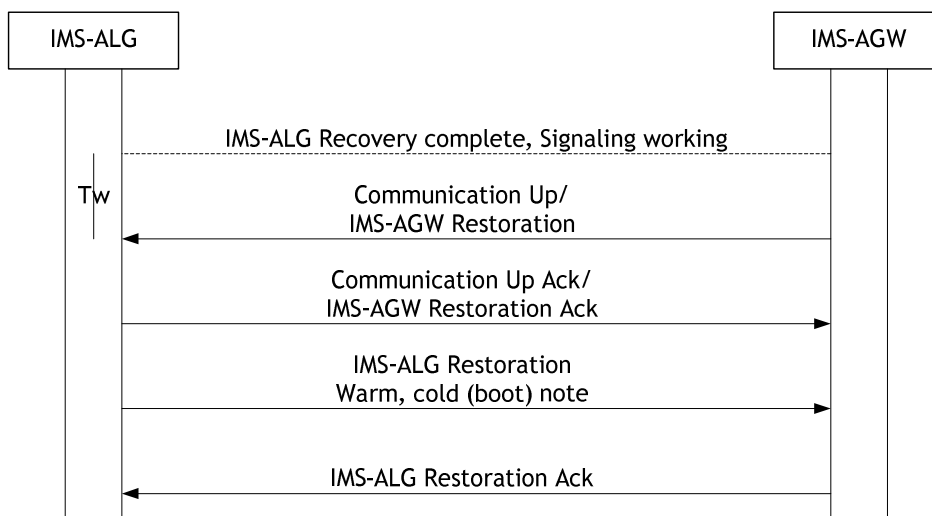 IMS-ALG
IMS-AGW
IMS-ALG Recovery complete, Signaling working
Tw
Communication Up/
IMS-AGW Restoration
Communication Up Ack/
IMS-AGW Restoration Ack
IMS-ALG Restoration
Warm, cold (boot) note
IMS-ALG Restoration Ack